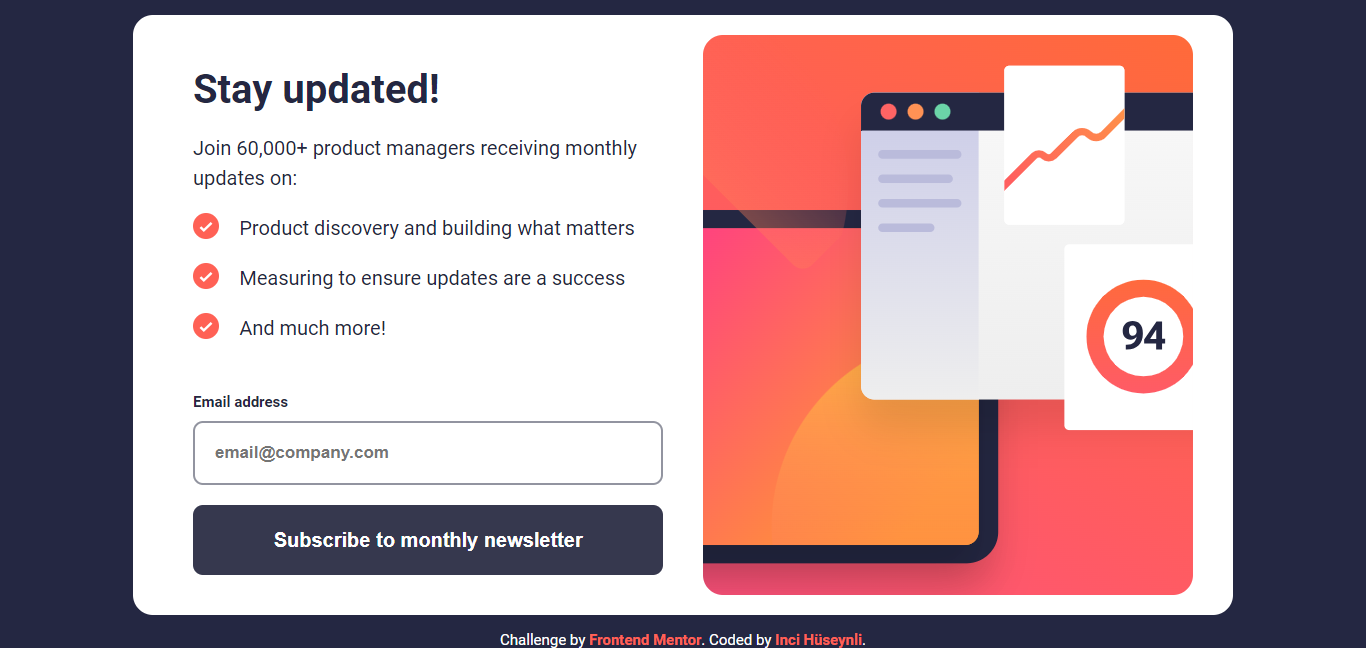 Stay updated!
Join 60,000+ product managers receiving monthly
updates on:
Product discovery and building what matters
Measuring to ensure updates are a success
And much more!
Email address
email@company.com
Subscribe to monthly newsletter
94
Challenge by Frontend Mentor. Coded by Inci Hüseynli.